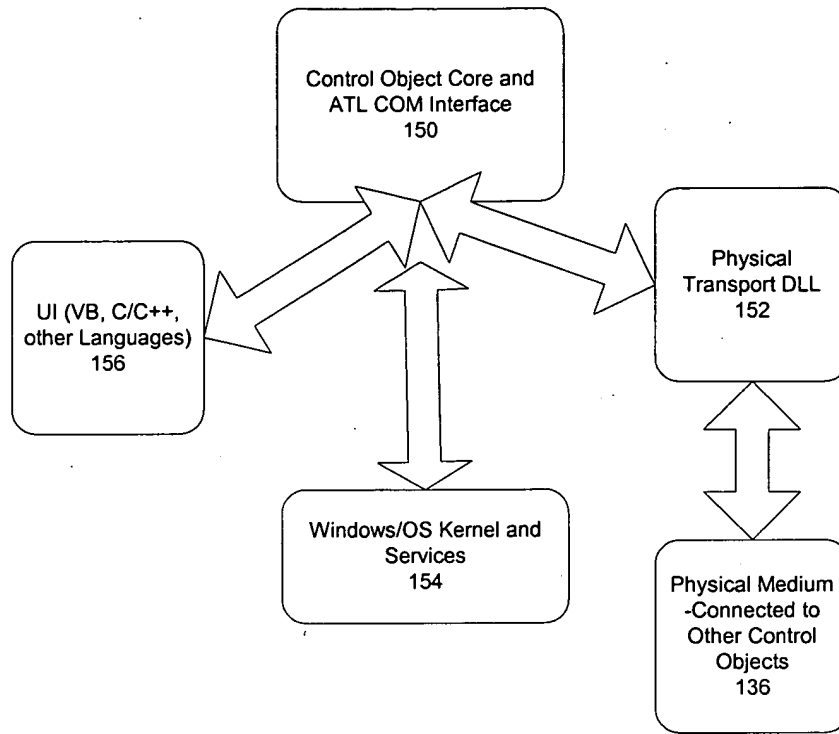 Control Object Core and
ATL COM Interface
150
Physical
Transport DLL
152
UI (VB, C/C++,
other Languages)
156
Windows/OS Kernel and
Services
154
Physical Medium
-Connected to
Other Control
Objects
136